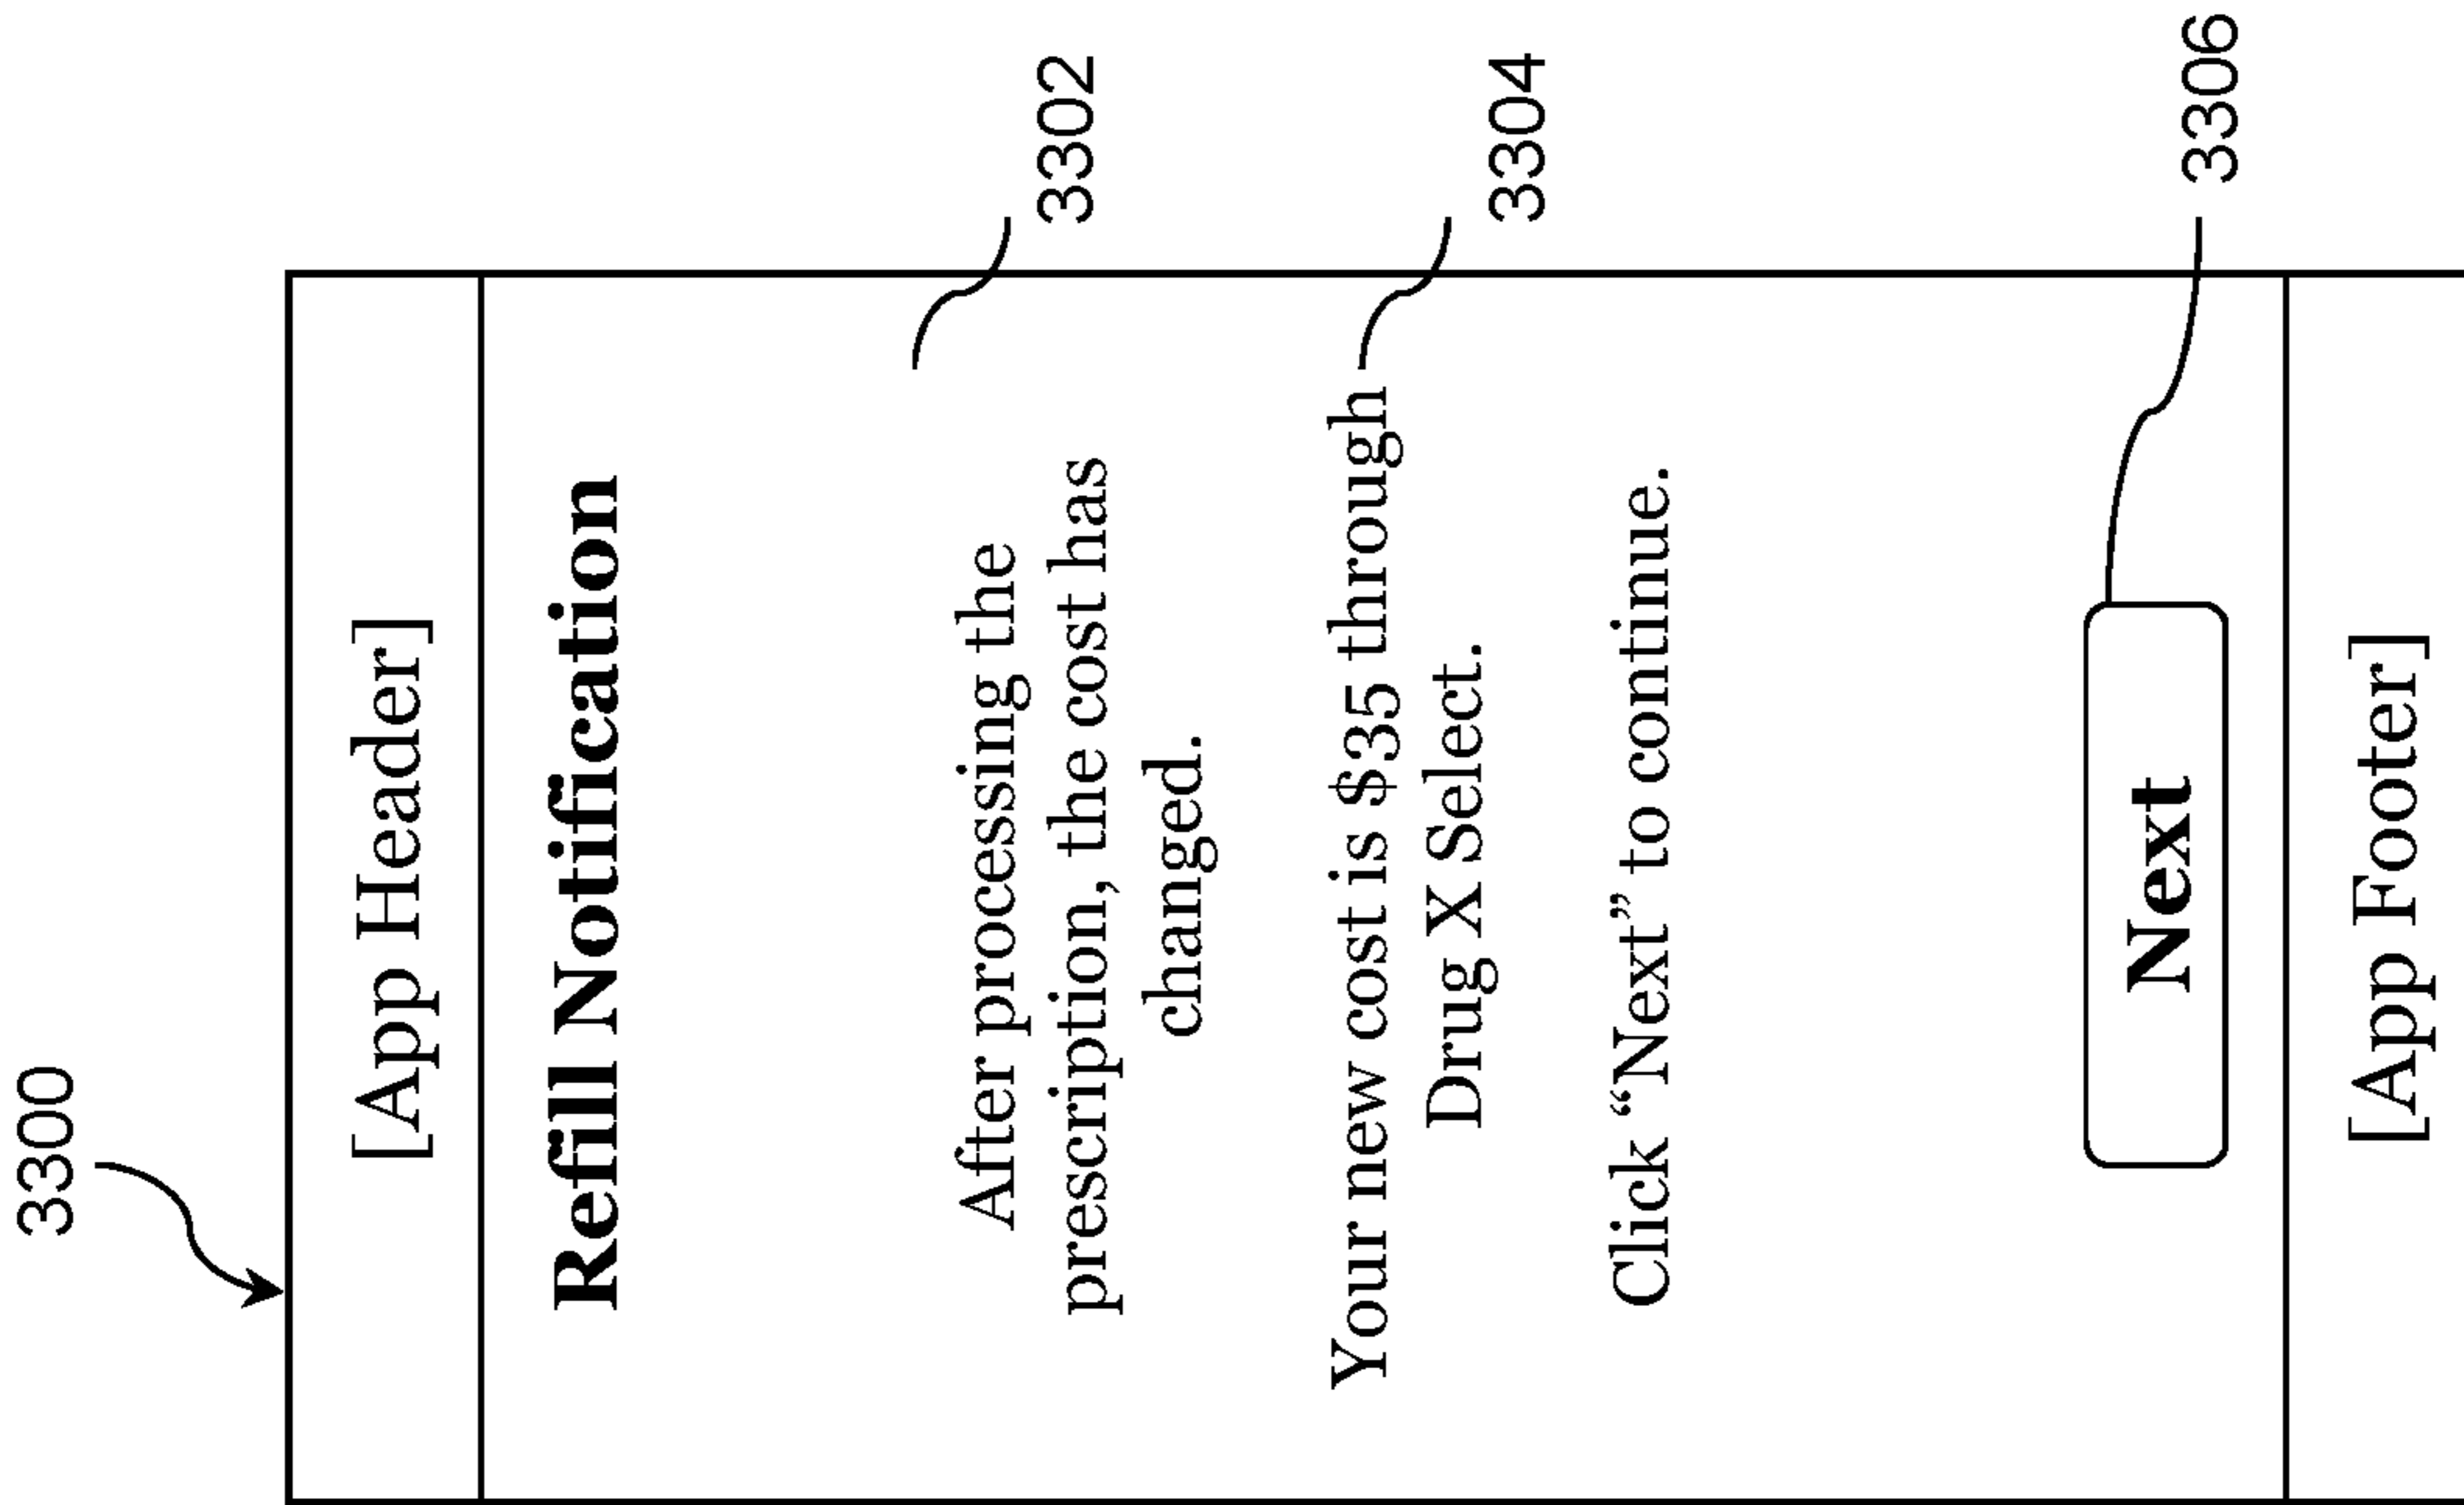 3300
[App Header]
Refill Notification
3302
After processing the
prescription, the cost has
changed.
3304
Your new cost is $35 through
Drug X Select.
Click “Next” to continue.
3306
Next
[App Footer]